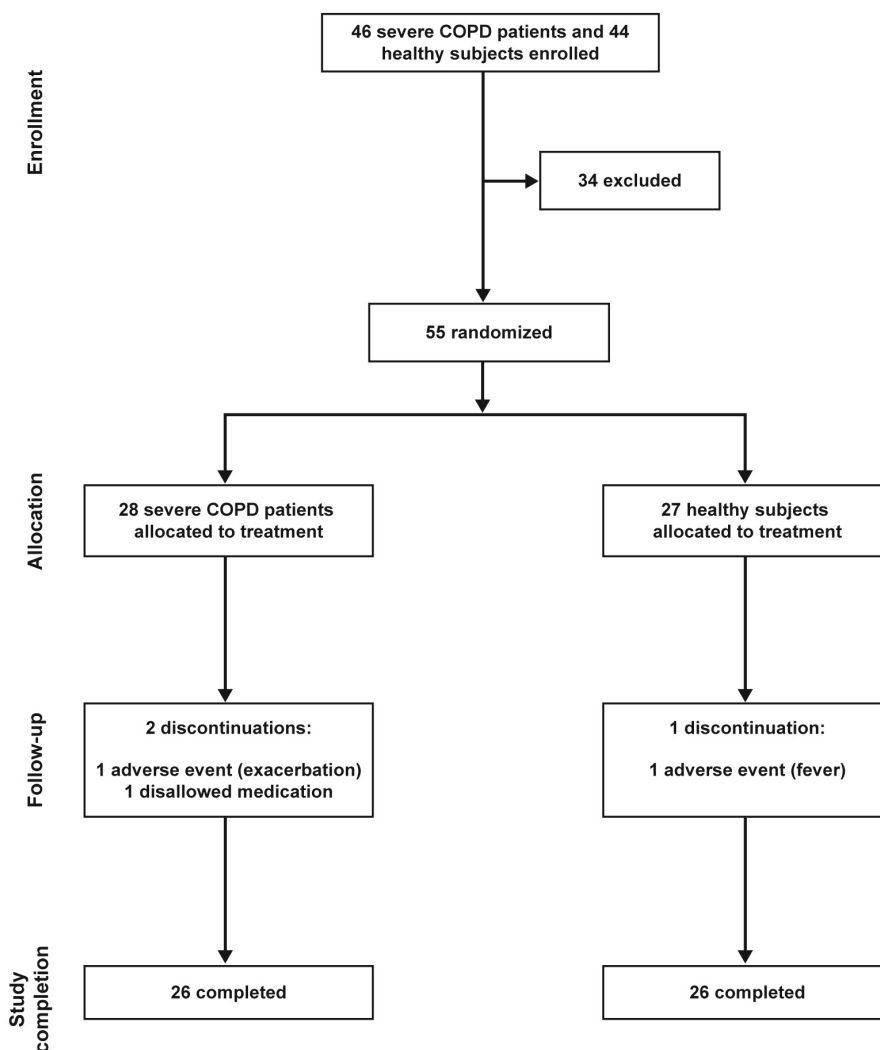 46 severe COPD patients and 44
healthy subjects enrolled
Enrollment
34 excluded
55 randomized
Allocation
28 severe COPD patients
allocated to treatment
27 healthy subjects
allocated to treatment
Follow-up
2 discontinuations:
1 adverse event (exacerbation)
1 disallowed medication
1 discontinuation:
1 adverse event (fever)
Study
completion
26 completed
26 completed